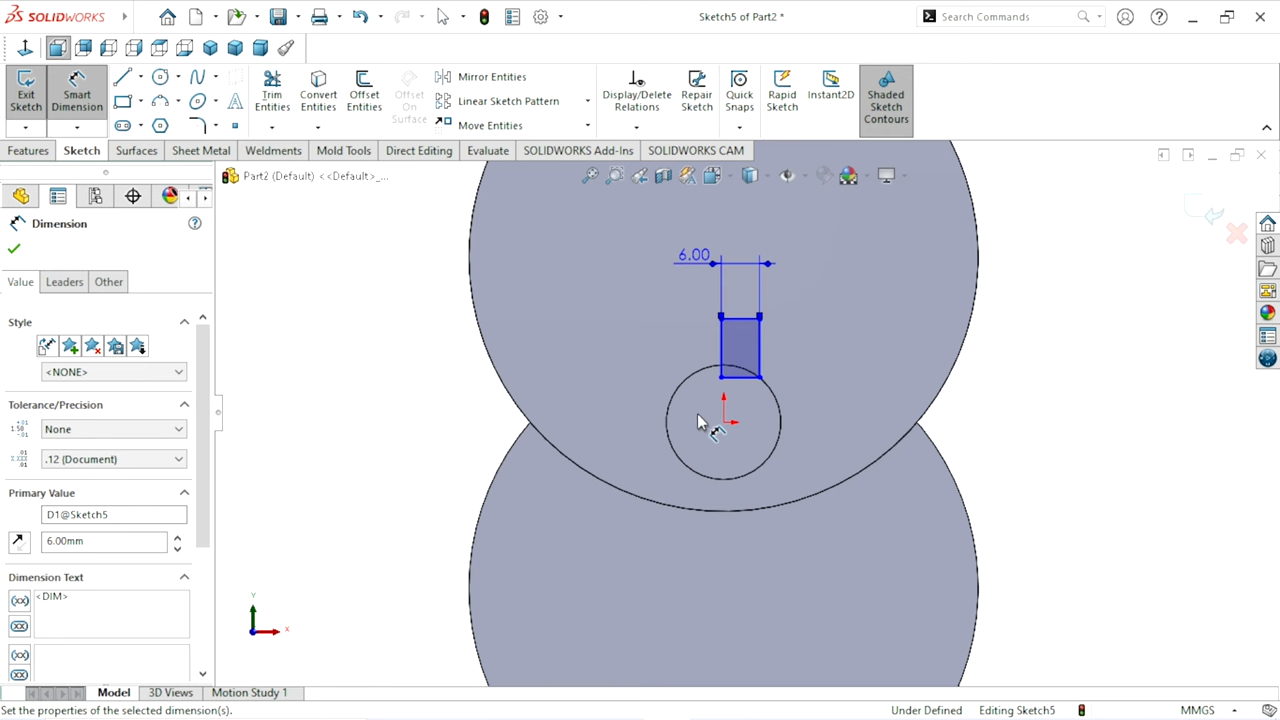 SOLIDWORKS
Sketch5 of Part2 *
Search Commands
Exit Sketch
Smart Dimension
Trim Entities
Convert Entities
Offset Entities
Offset On Surface
Mirror Entities
Linear Sketch Pattern
Move Entities
Display/Delete Relations
Repair Sketch
Quick Snaps
Rapid Sketch
Instant2D
Shaded Sketch Contours
Features
Sketch
Surfaces
Sheet Metal
Weldments
Mold Tools
Direct Editing
Evaluate
SOLIDWORKS Add-Ins
SOLIDWORKS CAM
Part2 (Default) <<Default>_...
Dimension
Value
Leaders
Other
Style
<NONE>
Tolerance/Precision
None
.12 (Document)
Primary Value
D1@Sketch5
6.00mm
Dimension Text
<DIM>
6.00
Y
X
Model
3D Views
Motion Study 1
Set the properties of the selected dimension(s).
Under Defined
Editing Sketch5
MMGS